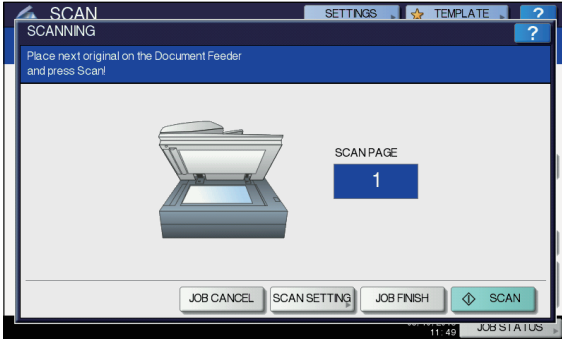 SCAN
SETTINGS
TEMPLATE
?
SCANNING
?
Place next original on the Document Feeder
and press Scan!
SCAN PAGE
1
JOB CANCEL
SCAN SETTING
JOB FINISH
SCAN
11:49
JOB STATUS